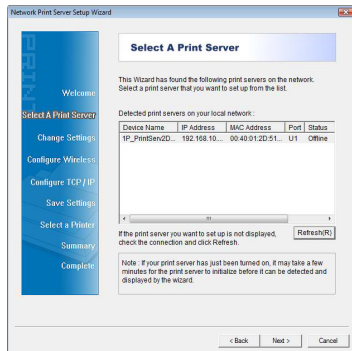 Network Print Server Setup Wizard
PRINT
Welcome
Select A Print Server
Change Settings
Configure Wireless
Configure TCP / IP
Save Settings
Select a Printer
Summary
Complete
Select A Print Server
This Wizard has found the following print servers on the network.
Select a print server that you want to set up from the list.
Detected print servers on your local network :
Device Name IP Address MAC Address Port Status
1P_PrintServ2D... 192.168.10.... 00:40:01:2D:51... U1 Offline
If the print server you want to set up is not displayed,
check the connection and click Refresh.
Refresh(R)
Note : If your print server has just been turned on, it may take a few
minutes for the print server to initialize before it can be detected and
displayed by the wizard.
< Back
Next >
Cancel